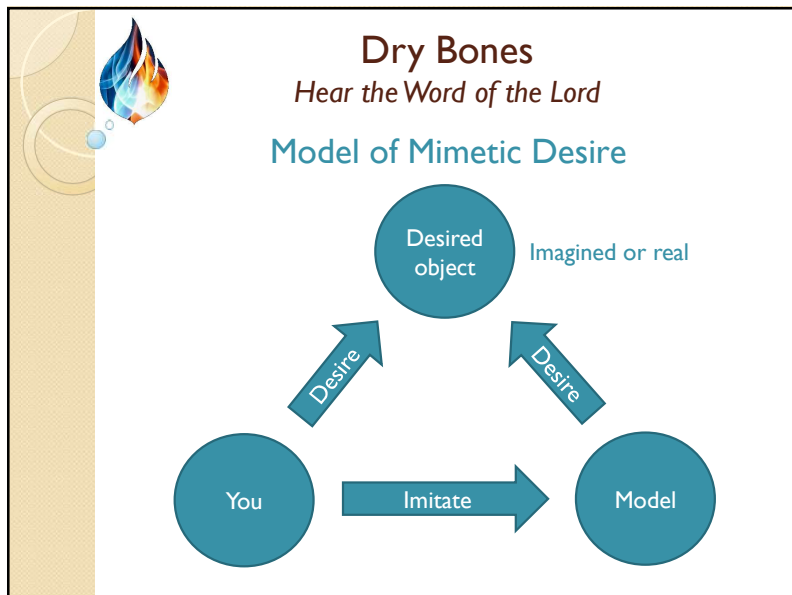 Dry Bones
Hear the Word of the Lord
Model of Mimetic Desire
Desired
object
Imagined or real
Desire
Desire
You
Imitate
Model